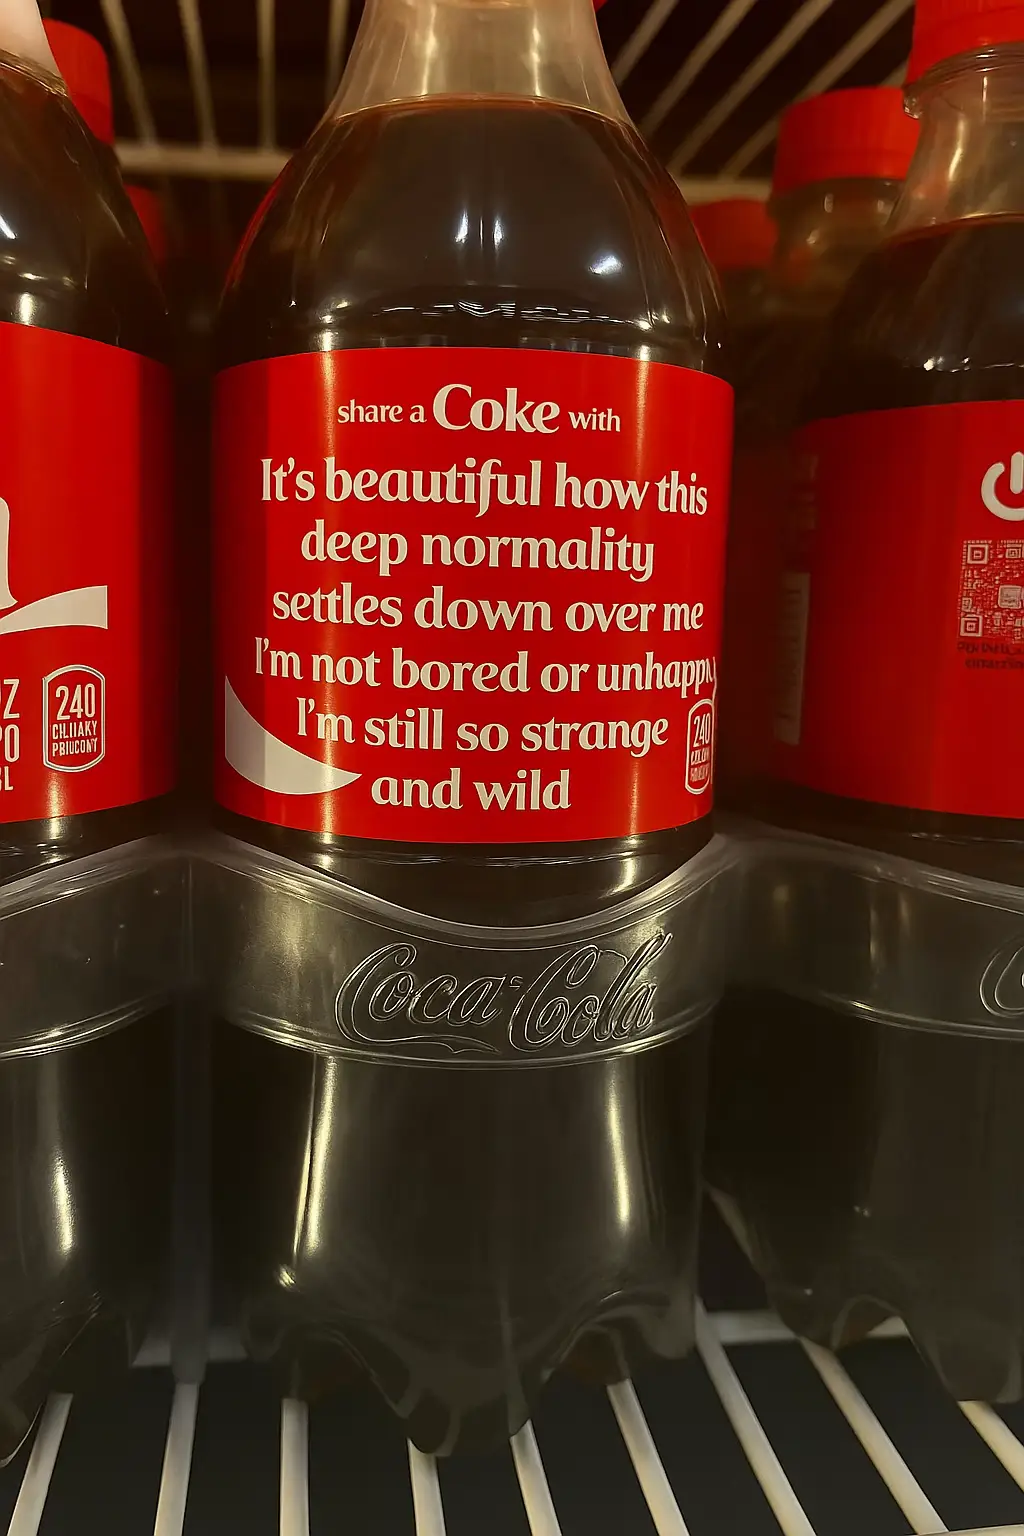 share a Coke with
It's beautiful how this
deep normality
settles down over me
I'm not bored or unhappy
I'm still so strange
and wild
240
240
Coca-Cola